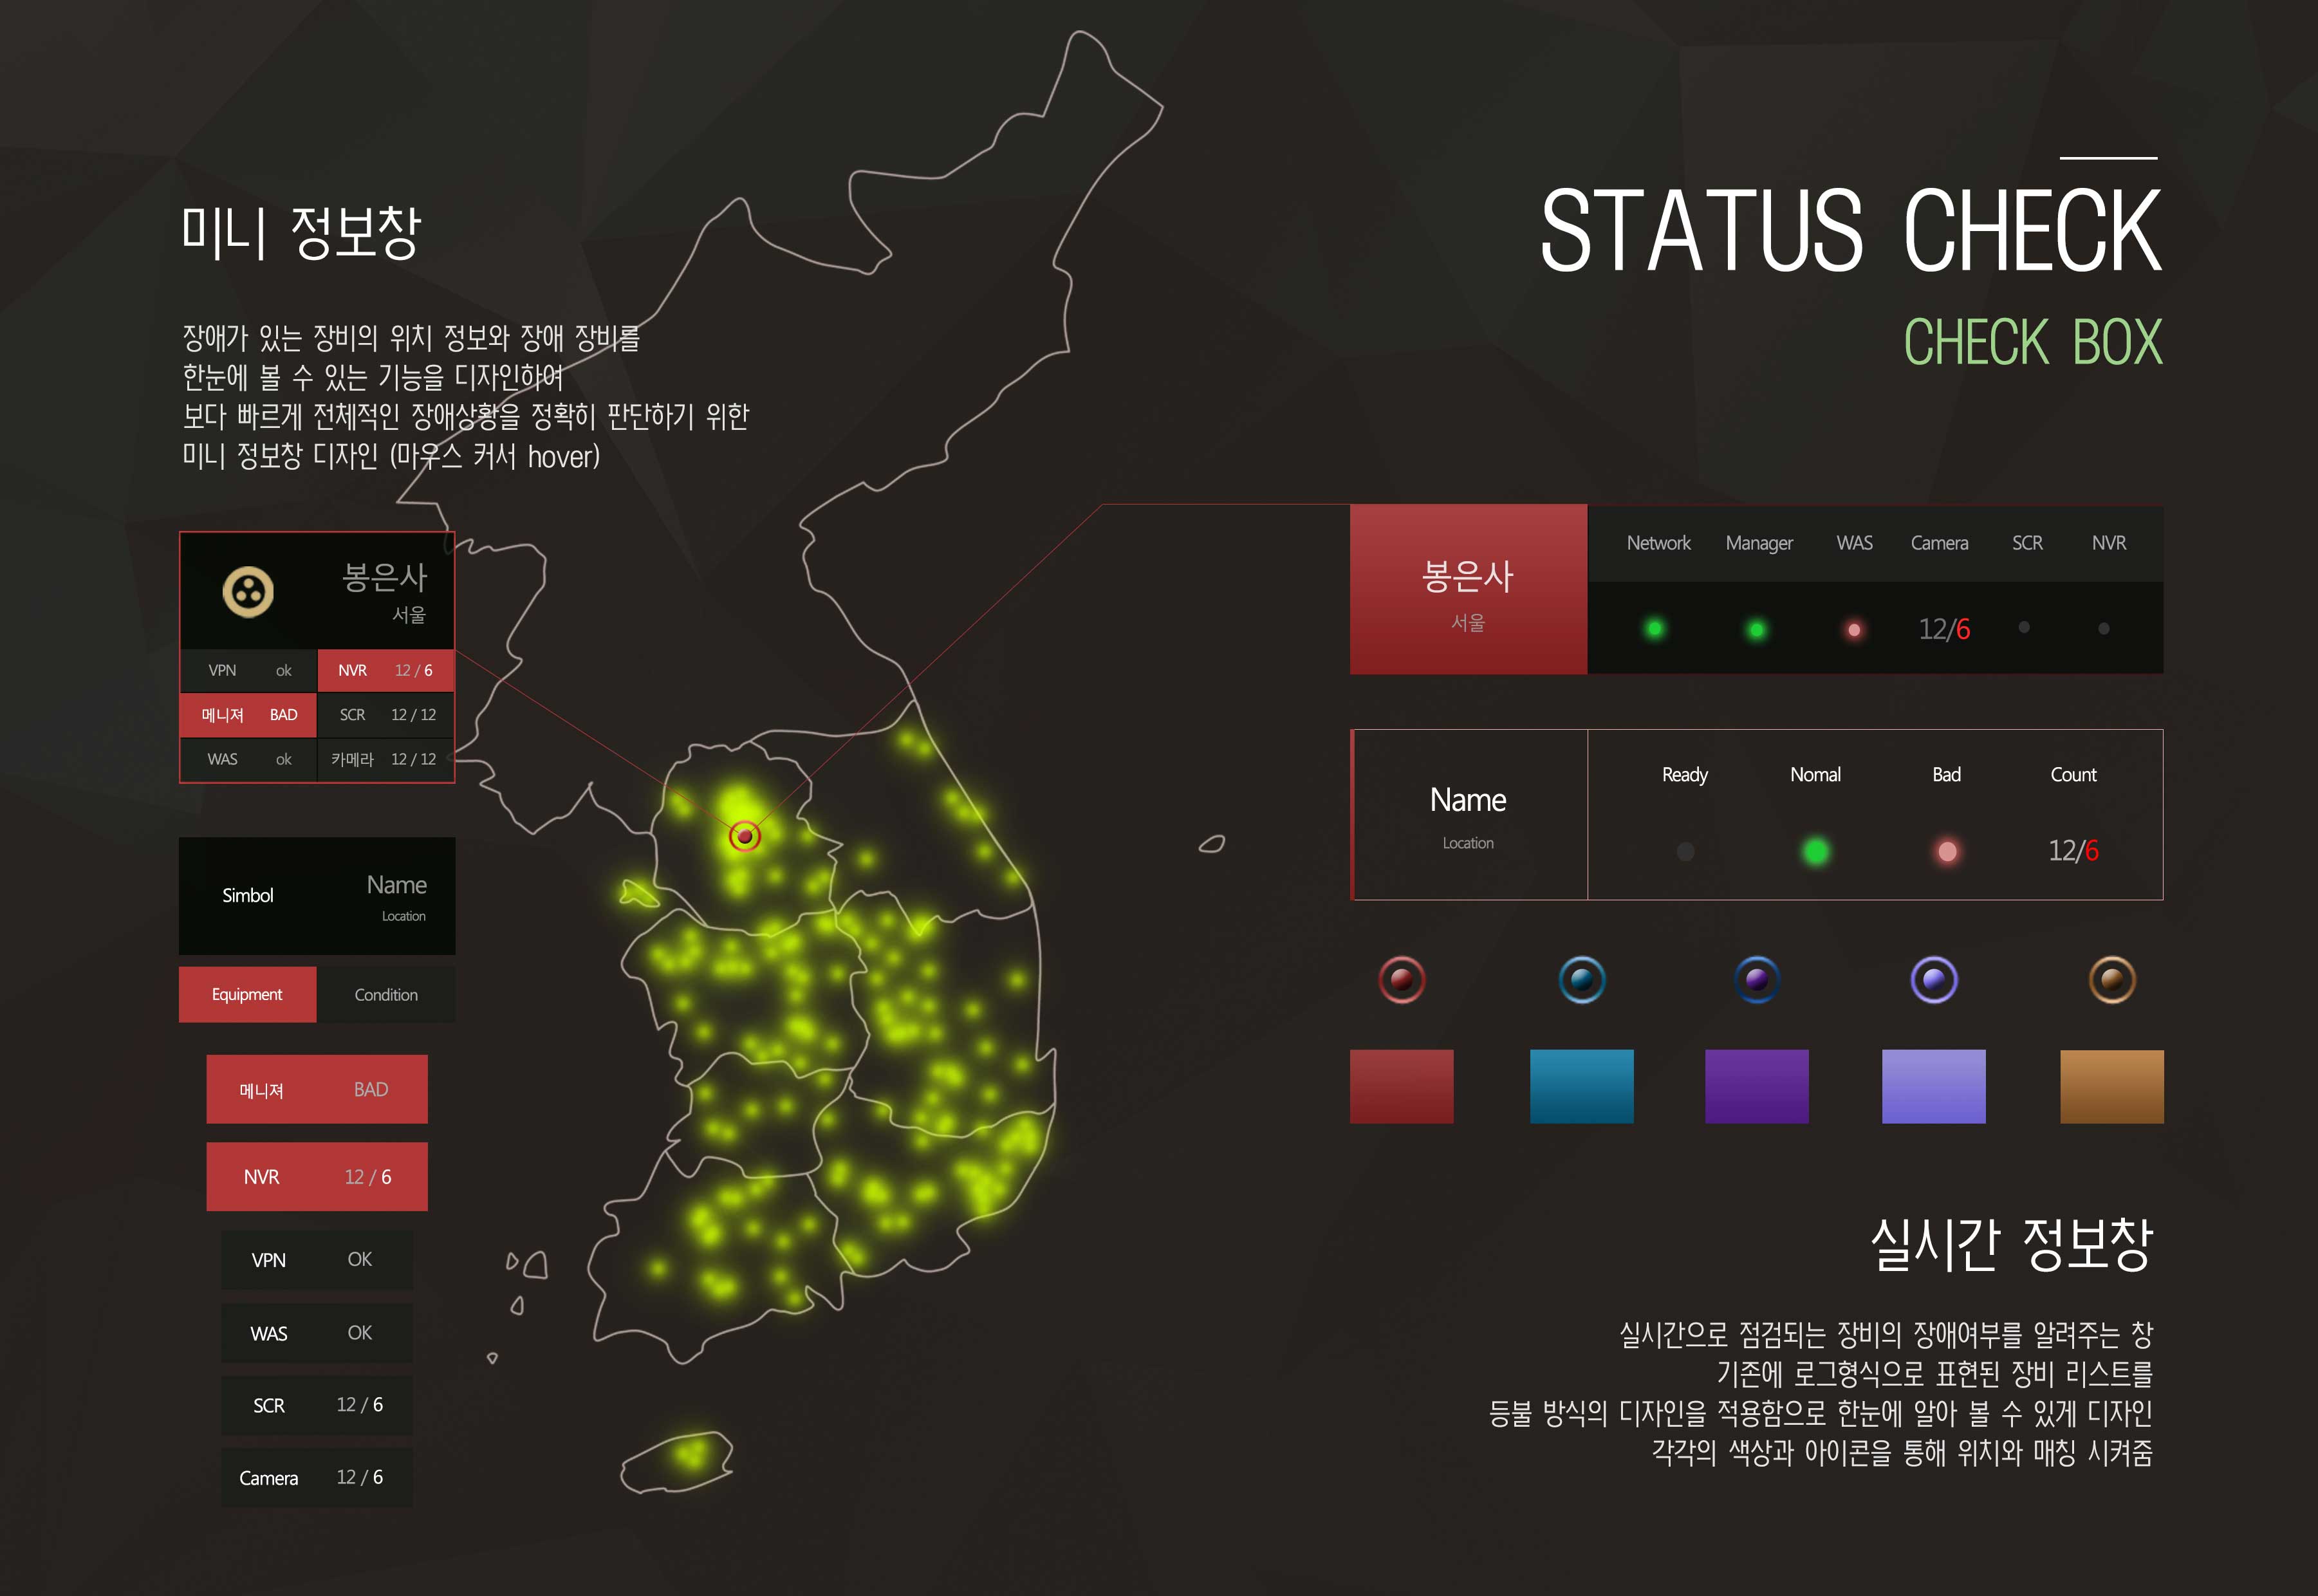 미니 정보창
장애가 있는 장비의 위치 정보와 장애 장비를
한눈에 볼 수 있는 기능을 디자인하여
보다 빠르게 전체적인 장애상황을 정확히 판단하기 위한
미니 정보창 디자인 (마우스 커서 hover)
봉은사
서울
VPN ok NVR 12 / 6
메니져 BAD SCR 12 / 12
WAS ok 카메라 12 / 12
Simbol
Name
Location
Equipment Condition
메니져 BAD
NVR 12 / 6
VPN OK
WAS OK
SCR 12 / 6
Camera 12 / 6
STATUS CHECK
CHECK BOX
봉은사
서울
Network Manager WAS Camera SCR NVR
12/6
Name
Location
Ready Nomal Bad Count
12/6
실시간 정보창
실시간으로 점검되는 장비의 장애여부를 알려주는 창
기존에 로그형식으로 표현된 장비 리스트를
등불 방식의 디자인을 적용함으로 한눈에 알아 볼 수 있게 디자인
각각의 색상과 아이콘을 통해 위치와 매칭 시켜줌